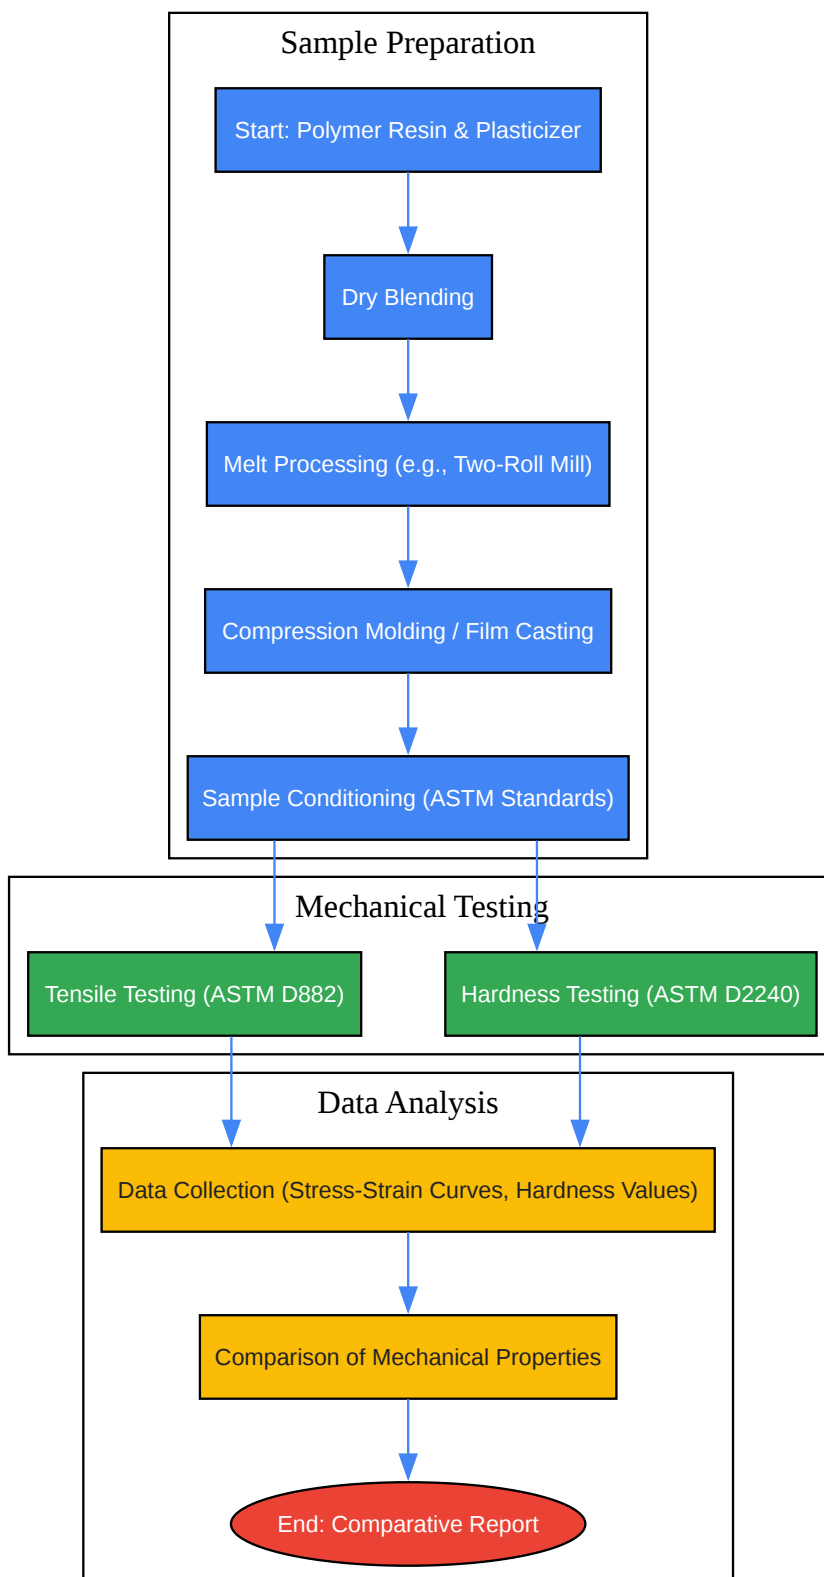 Sample Preparation
Start: Polymer Resin & Plasticizer
Dry Blending
Melt Processing (e.g., Two-Roll Mill)
Compression Molding / Film Casting
Sample Conditioning (ASTM Standards)
Mechanical Testing
Tensile Testing (ASTM D882)
Hardness Testing (ASTM D2240)
Data Analysis
Data Collection (Stress-Strain Curves, Hardness Values)
Comparison of Mechanical Properties
End: Comparative Report